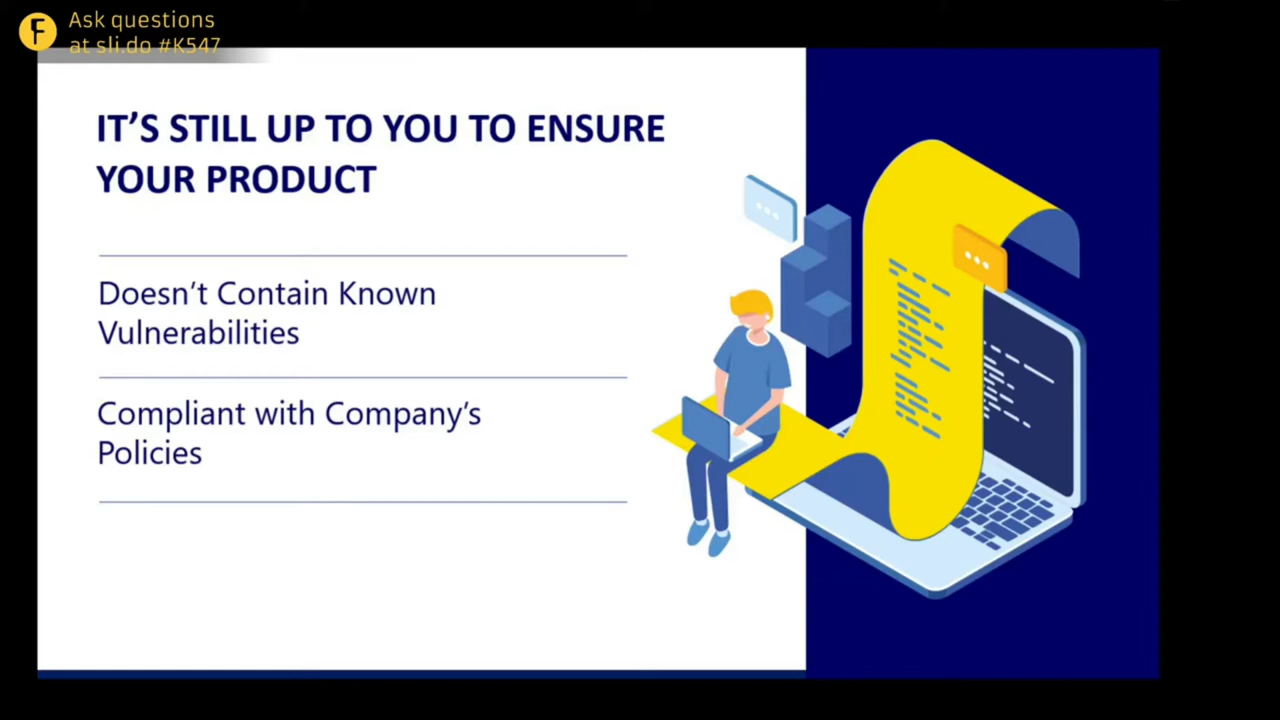 F
Ask questions
at sli.do #K547
IT'S STILL UP TO YOU TO ENSURE
YOUR PRODUCT
Doesn't Contain Known
Vulnerabilities
Compliant with Company's
Policies